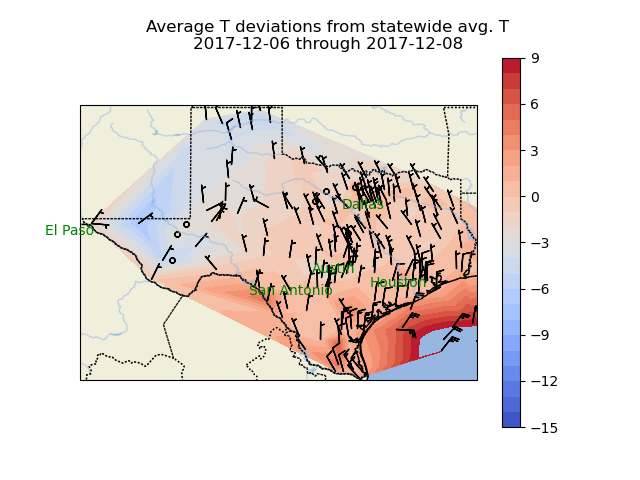 Average T deviations from statewide avg. T
2017-12-06 through 2017-12-08
9
6
3
0
−3
−6
−9
−12
−15
El Paso
Dallas
Austin
San Antonio
Houston